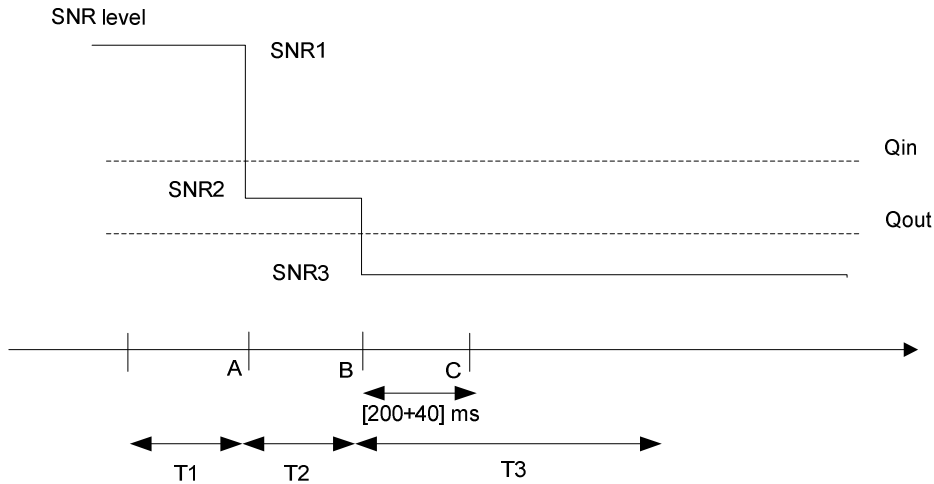 SNR level
SNR1
Qin
SNR2
Qout
SNR3
A B C
[200+40] ms
T1 T2 T3